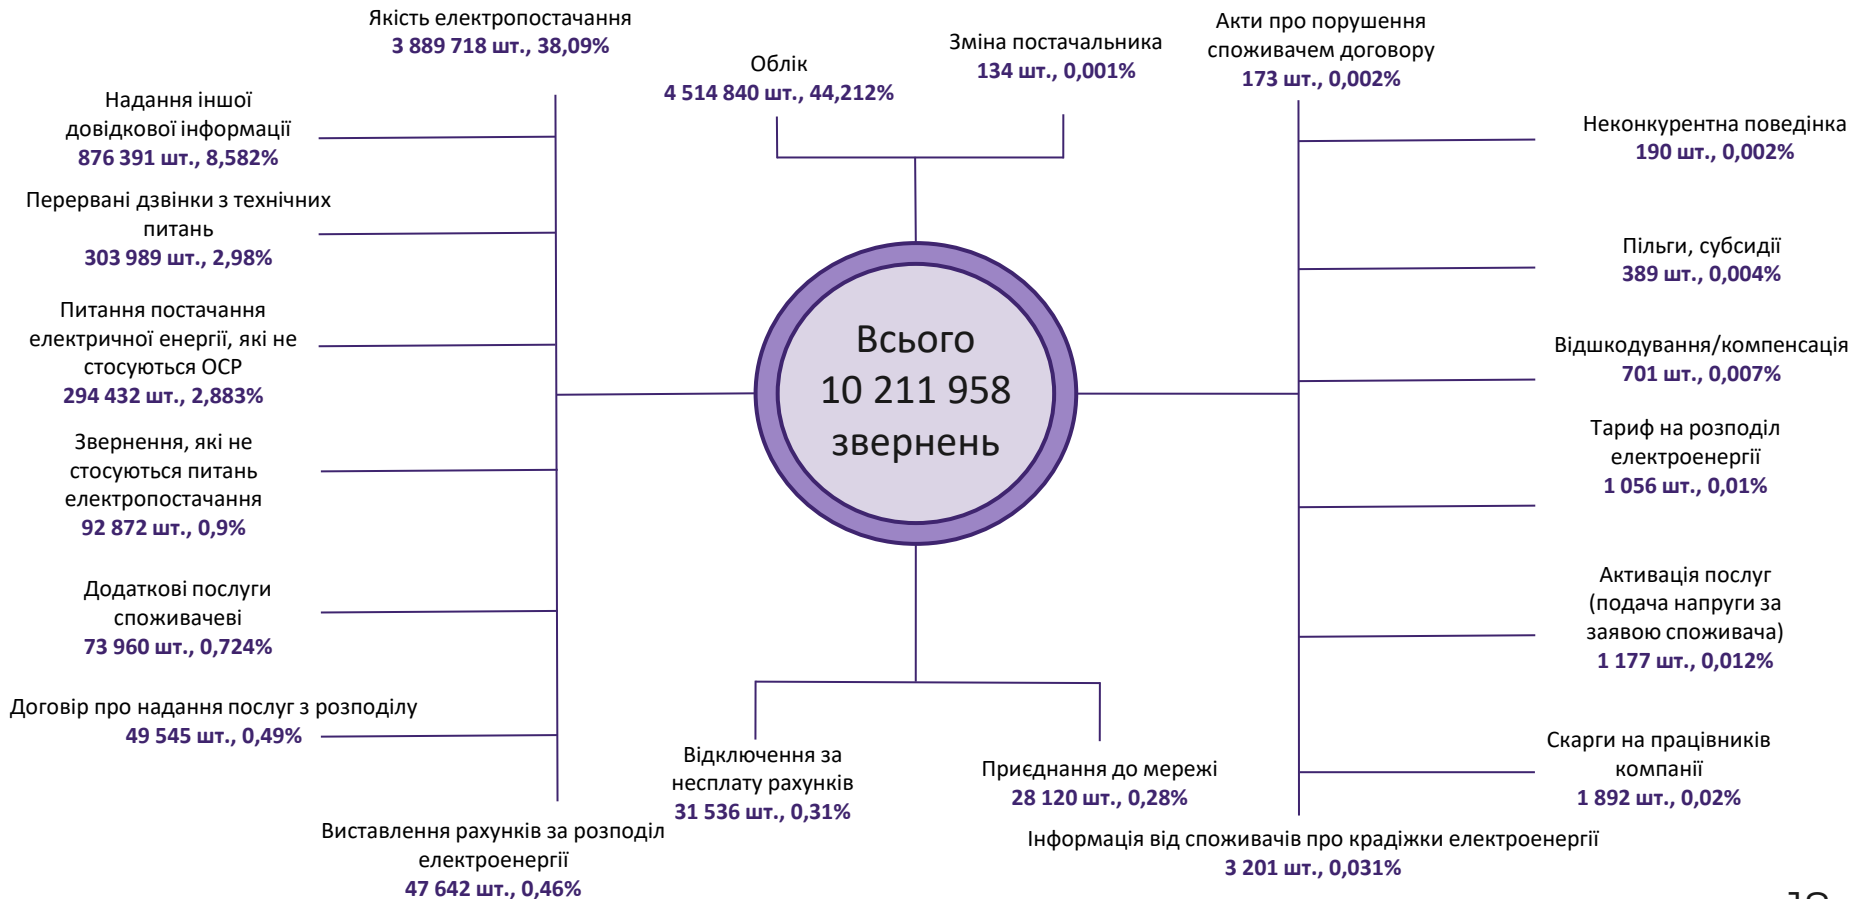 Якість електропостачання
3 889 718 шт., 38,09%
Облік
4 514 840 шт., 44,212%
Зміна постачальника
134 шт., 0,001%
Акти про порушення
споживачем договору
173 шт., 0,002%
Надання іншої
довідкової інформації
876 391 шт., 8,582%
Перервані дзвінки з технічних
питань
303 989 шт., 2,98%
Питання постачання
електричної енергії, які не
стосуються ОСР
294 432 шт., 2,883%
Звернення, які не
стосуються питань
електропостачання
92 872 шт., 0,9%
Додаткові послуги
споживачеві
73 960 шт., 0,724%
Договір про надання послуг з розподілу
49 545 шт., 0,49%
Виставлення рахунків за розподіл
електроенергії
47 642 шт., 0,46%
Всього
10 211 958
звернень
Відключення за
несплату рахунків
31 536 шт., 0,31%
Приєднання до мережі
28 120 шт., 0,28%
Неконкурентна поведінка
190 шт., 0,002%
Пільги, субсидії
389 шт., 0,004%
Відшкодування/компенсація
701 шт., 0,007%
Тариф на розподіл
електроенергії
1 056 шт., 0,01%
Активація послуг
(подача напруги за
заявою споживача)
1 177 шт., 0,012%
Скарги на працівників
компанії
1 892 шт., 0,02%
Інформація від споживачів про крадіжки електроенергії
3 201 шт., 0,031%